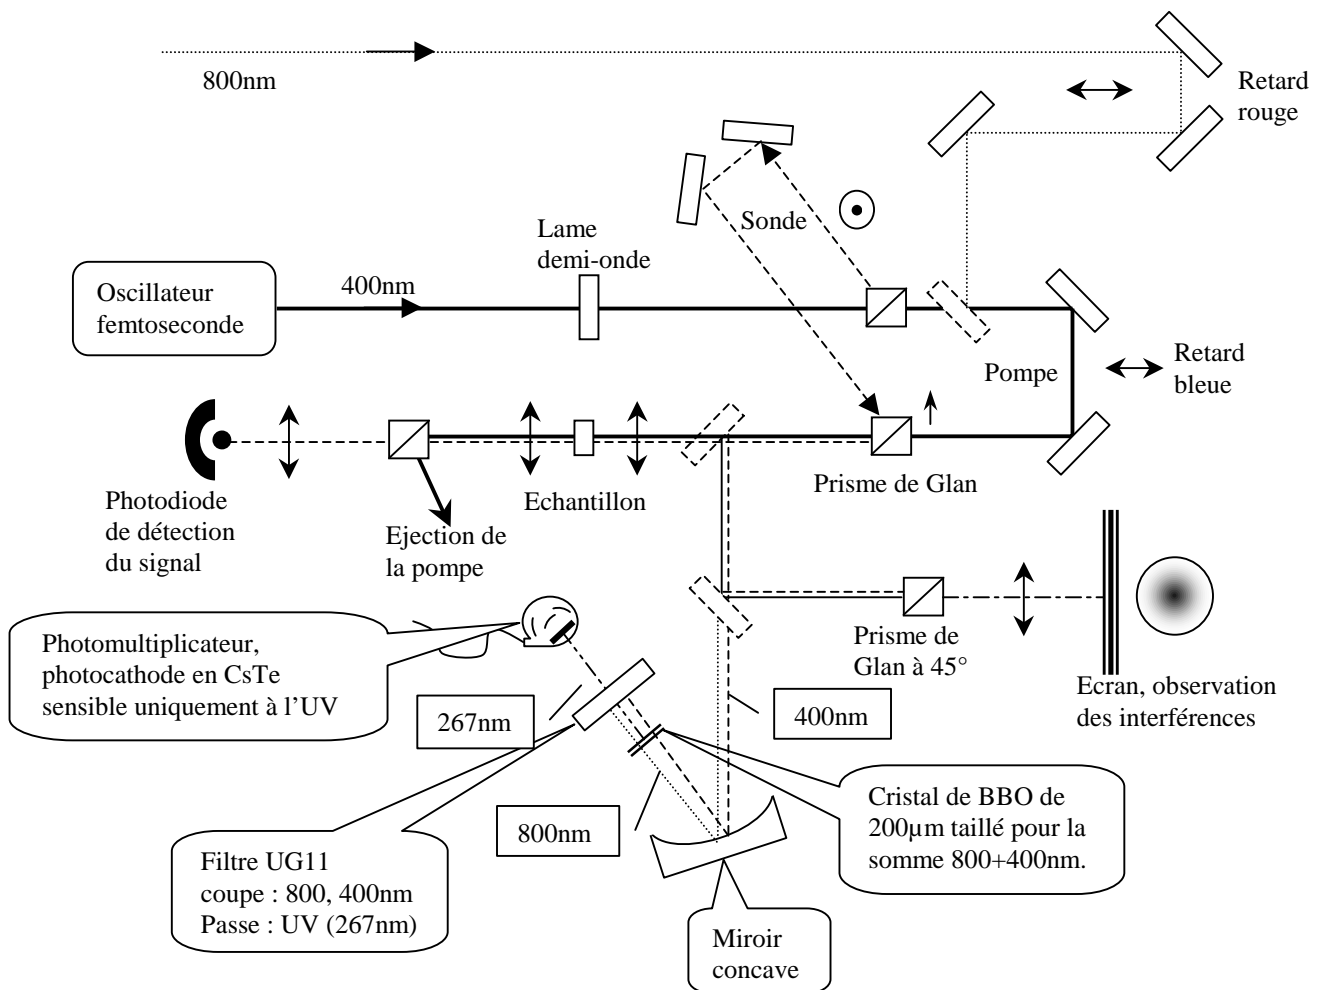 800nm
Retard
rouge
Sonde
Lame
demi-onde
400nm
Oscillateur
femtoseconde
Pompe
Retard
bleue
Prisme de Glan
Echantillon
Photodiode
de détection
du signal
Ejection de
la pompe
Prisme de
Glan à 45°
Ecran, observation
des interférences
Photomultiplicateur,
photocathode en CsTe
sensible uniquement à l'UV
267nm
400nm
800nm
Cristal de BBO de
200µm taillé pour la
somme 800+400nm.
Filtre UG11
coupe : 800, 400nm
Passe : UV (267nm)
Miroir
concave